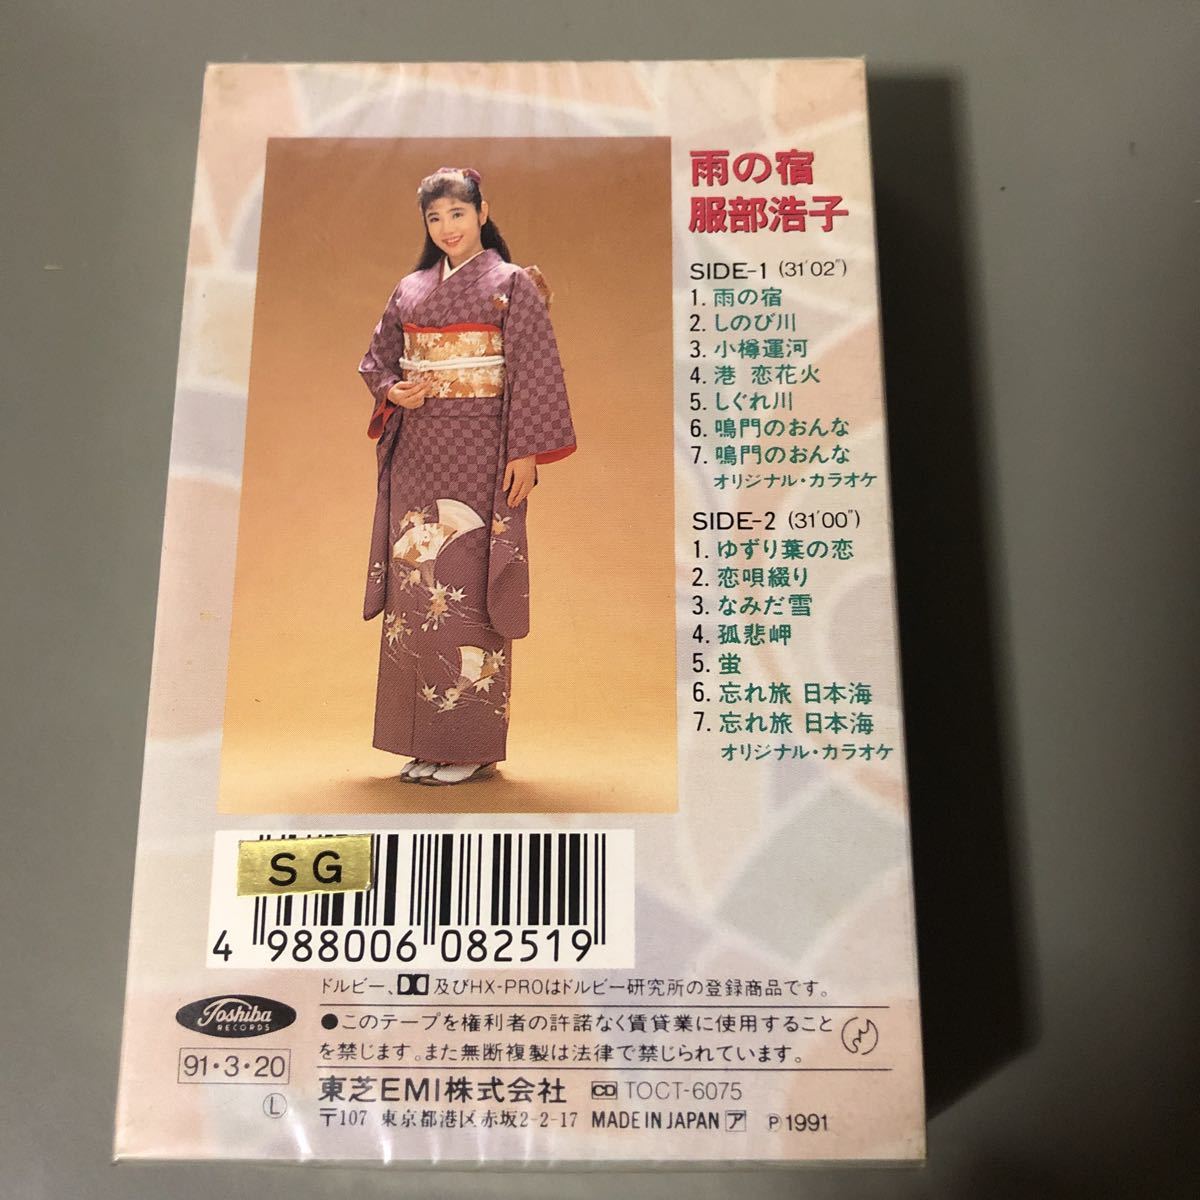 雨の宿
服部浩子
SIDE-1 (31'02")
1. 雨の宿
2. しのび川
3. 小樽運河
4. 港 恋花火
5. しぐれ川
6. 鳴門のおんな
7. 鳴門のおんな
オリジナル・カラオケ
SIDE-2 (31'00")
1. ゆずり葉の恋
2. 恋唄綴り
3. なみだ雪
4. 孤悲岬
5. 蛍
6. 忘れ旅 日本海
7. 忘れ旅 日本海
オリジナル・カラオケ
SG
4 988006 082519
ドルビー、及びHX-PROはドルビー研究所の登録商品です。
Toshiba
RECORDS
●このテープを権利者の許諾なく賃貸業に使用すること
を禁じます。また無断複製は法律で禁じられています。
91・3・20
Ⓛ
東芝EMI株式会社 CD TOCT-6075
〒107 東京都港区赤坂2-2-17 MADE IN JAPAN ア Ⓟ1991